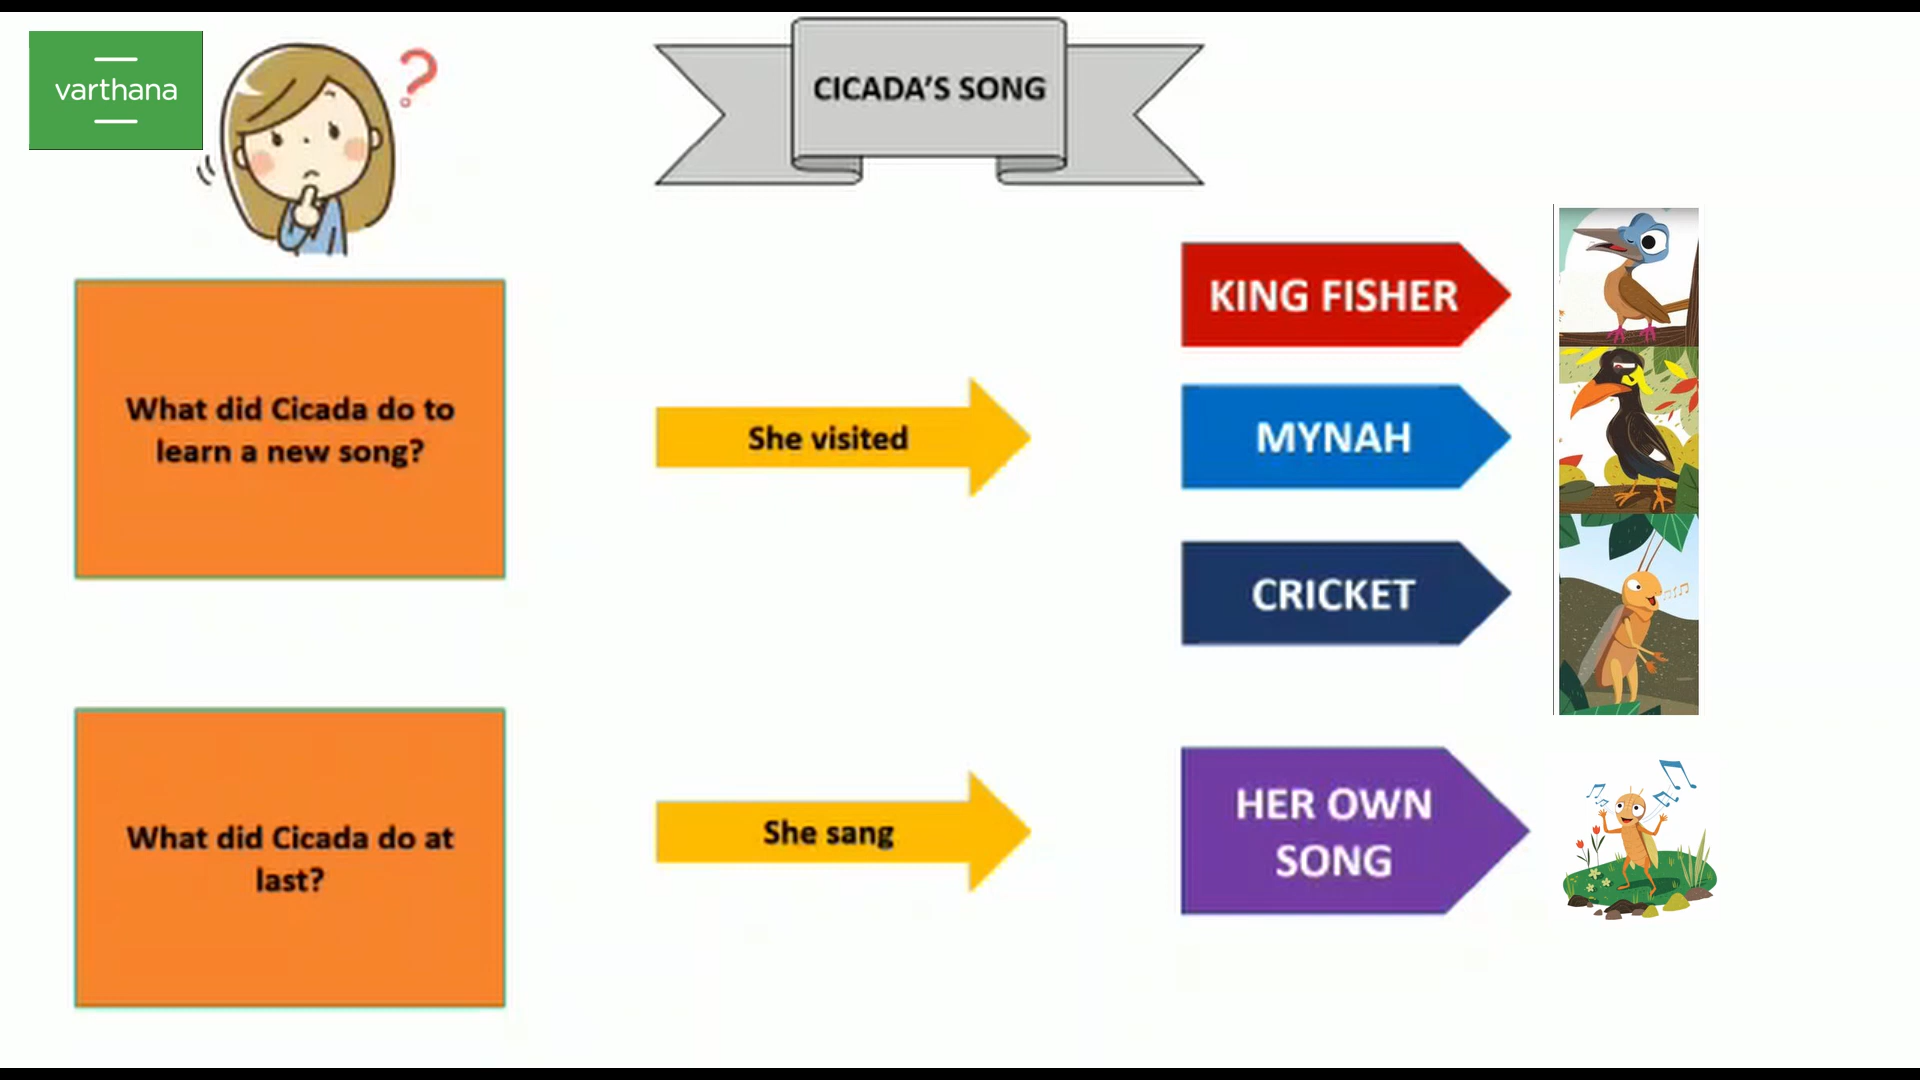 varthana
?
CICADA'S SONG
What did Cicada do to
learn a new song?
She visited
KING FISHER
MYNAH
CRICKET
What did Cicada do at
last?
She sang
HER OWN
SONG